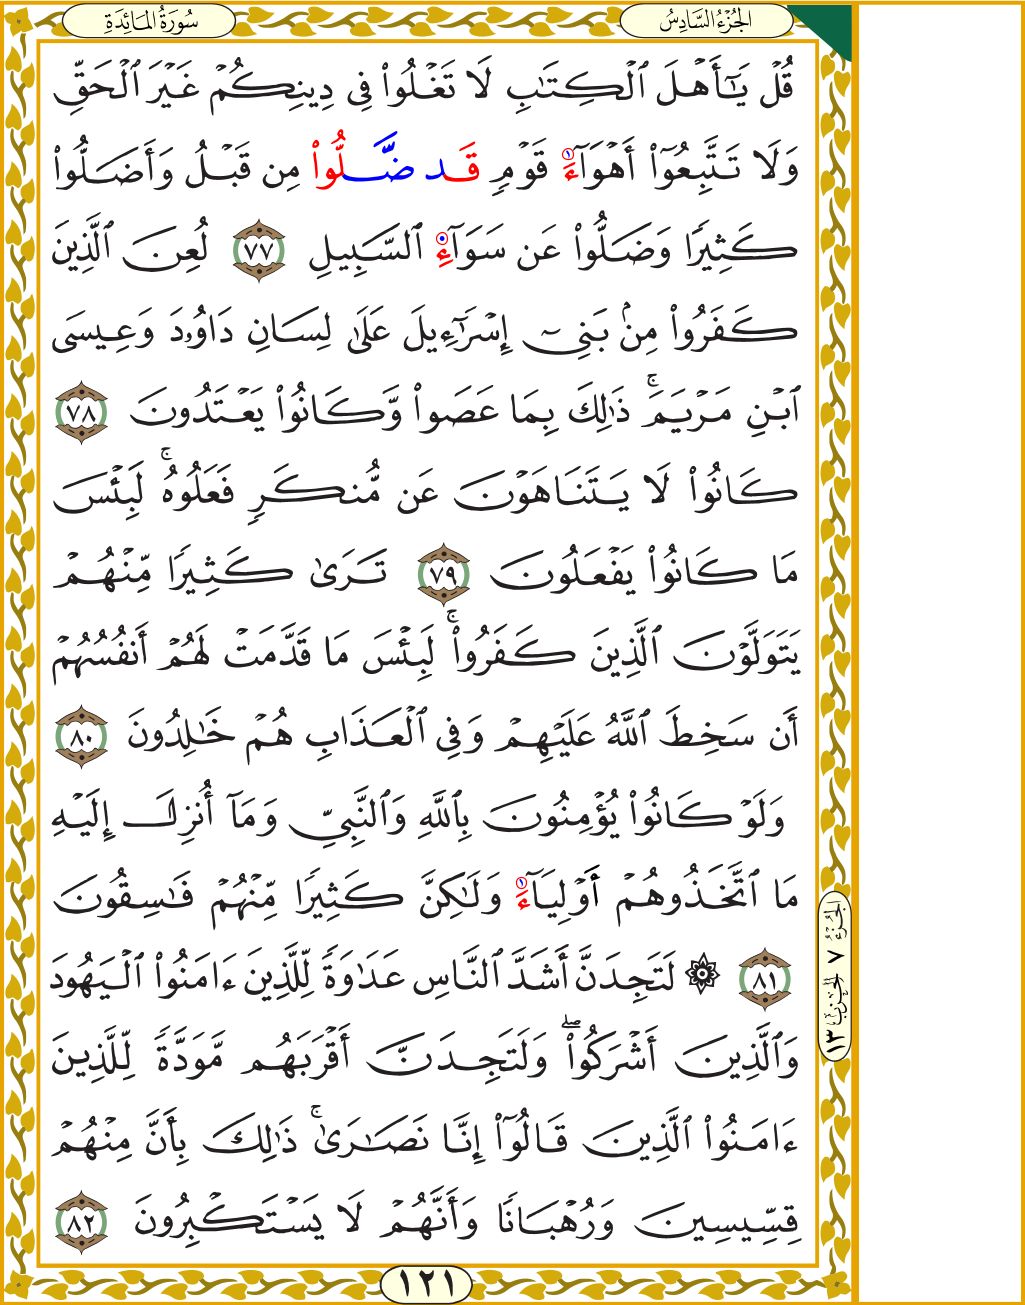 الجُزْءُ السَّادِسُ
سُورَةُ المَائِدَةِ
قُلْ يَـٰٓأَهْلَ ٱلْكِتَـٰبِ لَا تَغْلُوا۟ فِى دِينِكُمْ غَيْرَ ٱلْحَقِّ
وَلَا تَتَّبِعُوٓا۟ أَهْوَآءَ قَوْمٍ قَد ضَّلُّوا۟ مِن قَبْلُ وَأَضَلُّوا۟
كَثِيرًا وَضَلُّوا۟ عَن سَوَآءِ ٱلسَّبِيلِ ٧٧ لُعِنَ ٱلَّذِينَ
كَفَرُوا۟ مِنۢ بَنِىٓ إِسْرَٰٓءِيلَ عَلَىٰ لِسَانِ دَاوُۥدَ وَعِيسَى
ٱبْنِ مَرْيَمَ ۚ ذَٰلِكَ بِمَا عَصَوا۟ وَّكَانُوا۟ يَعْتَدُونَ ٧٨
كَانُوا۟ لَا يَتَنَاهَوْنَ عَن مُّنكَرٍ فَعَلُوهُ ۚ لَبِئْسَ
مَا كَانُوا۟ يَفْعَلُونَ ٧٩ تَرَىٰ كَثِيرًا مِّنْهُمْ
يَتَوَلَّوْنَ ٱلَّذِينَ كَفَرُوا۟ ۚ لَبِئْسَ مَا قَدَّمَتْ لَهُمْ أَنفُسُهُمْ
أَن سَخِطَ ٱللَّهُ عَلَيْهِمْ وَفِى ٱلْعَذَابِ هُمْ خَـٰلِدُونَ ٨٠
وَلَوْ كَانُوا۟ يُؤْمِنُونَ بِٱللَّهِ وَٱلنَّبِىِّ وَمَآ أُنزِلَ إِلَيْهِ
مَا ٱتَّخَذُوهُمْ أَوْلِيَآءَ وَلَـٰكِنَّ كَثِيرًا مِّنْهُمْ فَـٰسِقُونَ
٨١ ۞ لَتَجِدَنَّ أَشَدَّ ٱلنَّاسِ عَدَٰوَةً لِّلَّذِينَ ءَامَنُوا۟ ٱلْيَهُودَ
وَٱلَّذِينَ أَشْرَكُوا۟ ۖ وَلَتَجِدَنَّ أَقْرَبَهُم مَّوَدَّةً لِّلَّذِينَ
ءَامَنُوا۟ ٱلَّذِينَ قَالُوٓا۟ إِنَّا نَصَـٰرَىٰ ۚ ذَٰلِكَ بِأَنَّ مِنْهُمْ
قِسِّيسِينَ وَرُهْبَانًا وَأَنَّهُمْ لَا يَسْتَكْبِرُونَ ٨٢
الجُزْءُ ٧ الحِزْبُ ١٣
١٢١